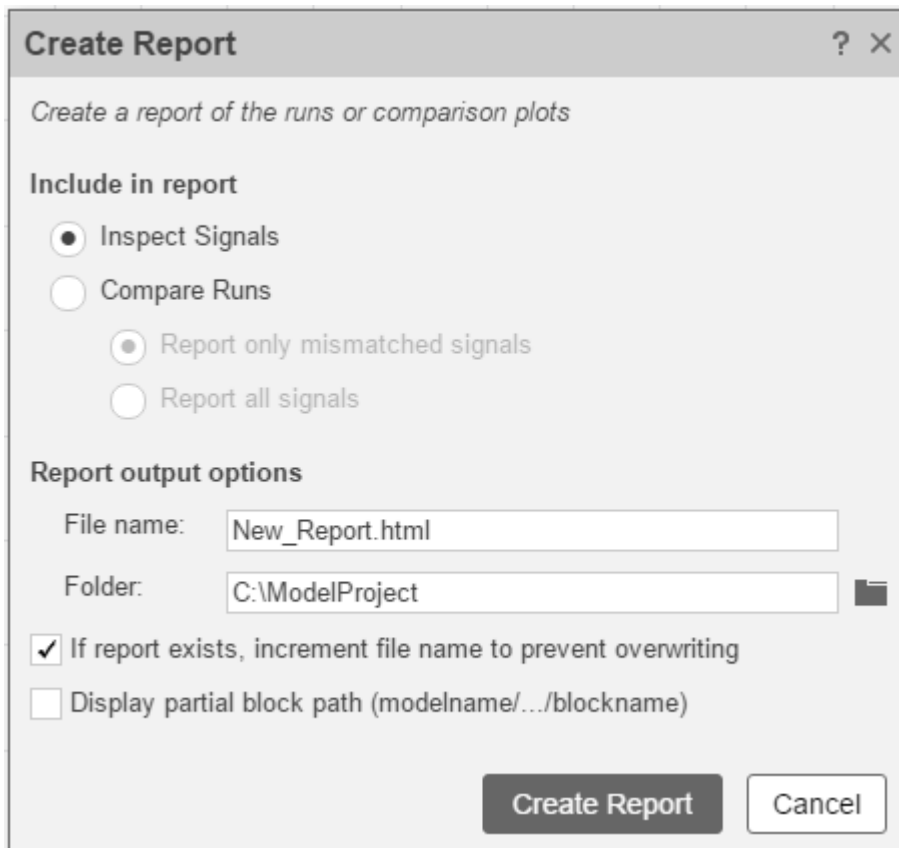 Create Report ? ×
Create a report of the runs or comparison plots
Include in report
Inspect Signals
Compare Runs
Report only mismatched signals
Report all signals
Report output options
File name: New_Report.html
Folder: C:\ModelProject
If report exists, increment file name to prevent overwriting
Display partial block path (modelname/.../blockname)
Create Report Cancel